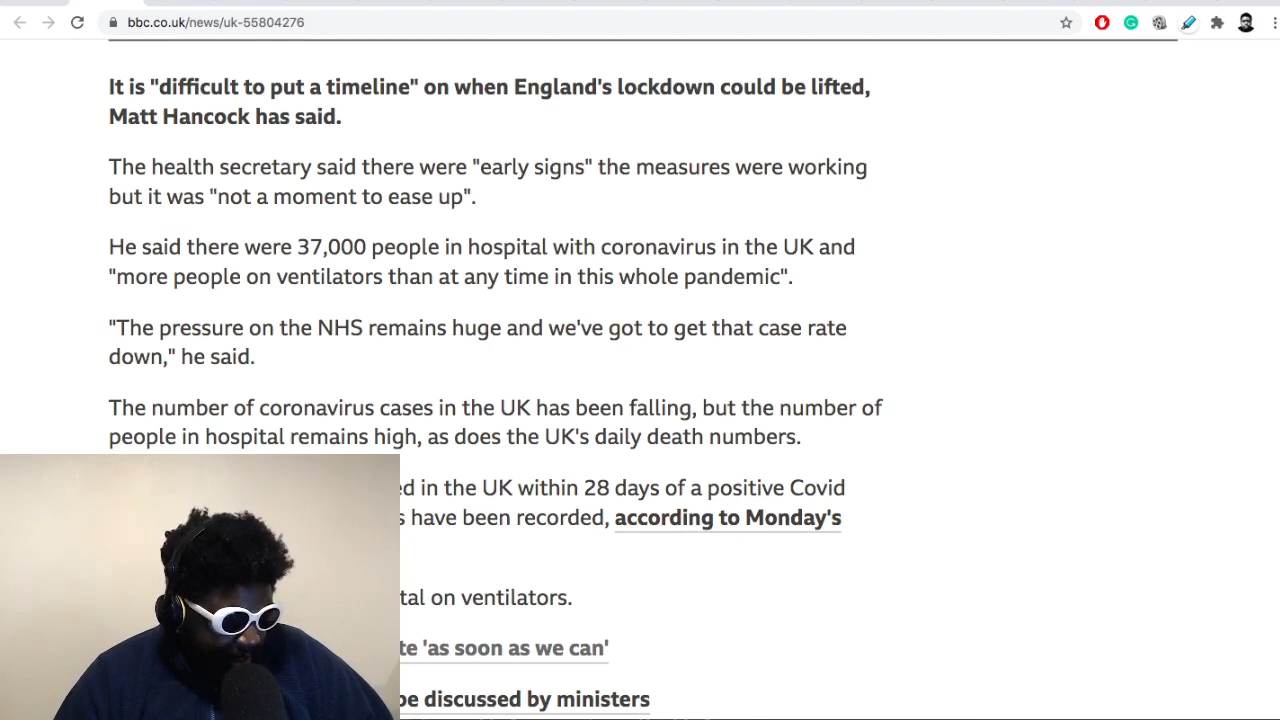 bbc.co.uk/news/uk-55804276
It is "difficult to put a timeline" on when England's lockdown could be lifted,
Matt Hancock has said.
The health secretary said there were "early signs" the measures were working
but it was "not a moment to ease up".
He said there were 37,000 people in hospital with coronavirus in the UK and
"more people on ventilators than at any time in this whole pandemic".
"The pressure on the NHS remains huge and we've got to get that case rate
down," he said.
The number of coronavirus cases in the UK has been falling, but the number of
people in hospital remains high, as does the UK's daily death numbers.
in the UK within 28 days of a positive Covid
have been recorded, according to Monday's
on ventilators.
'as soon as we can'
be discussed by ministers